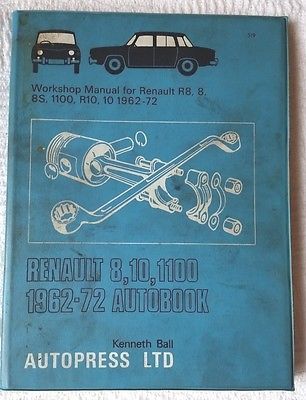 519
Workshop Manual for Renault R8, 8,
8S, 1100, R10, 10 1962-72
RENAULT 8,10,1100
1962-72 AUTOBOOK
Kenneth Ball
AUTOPRESS LTD